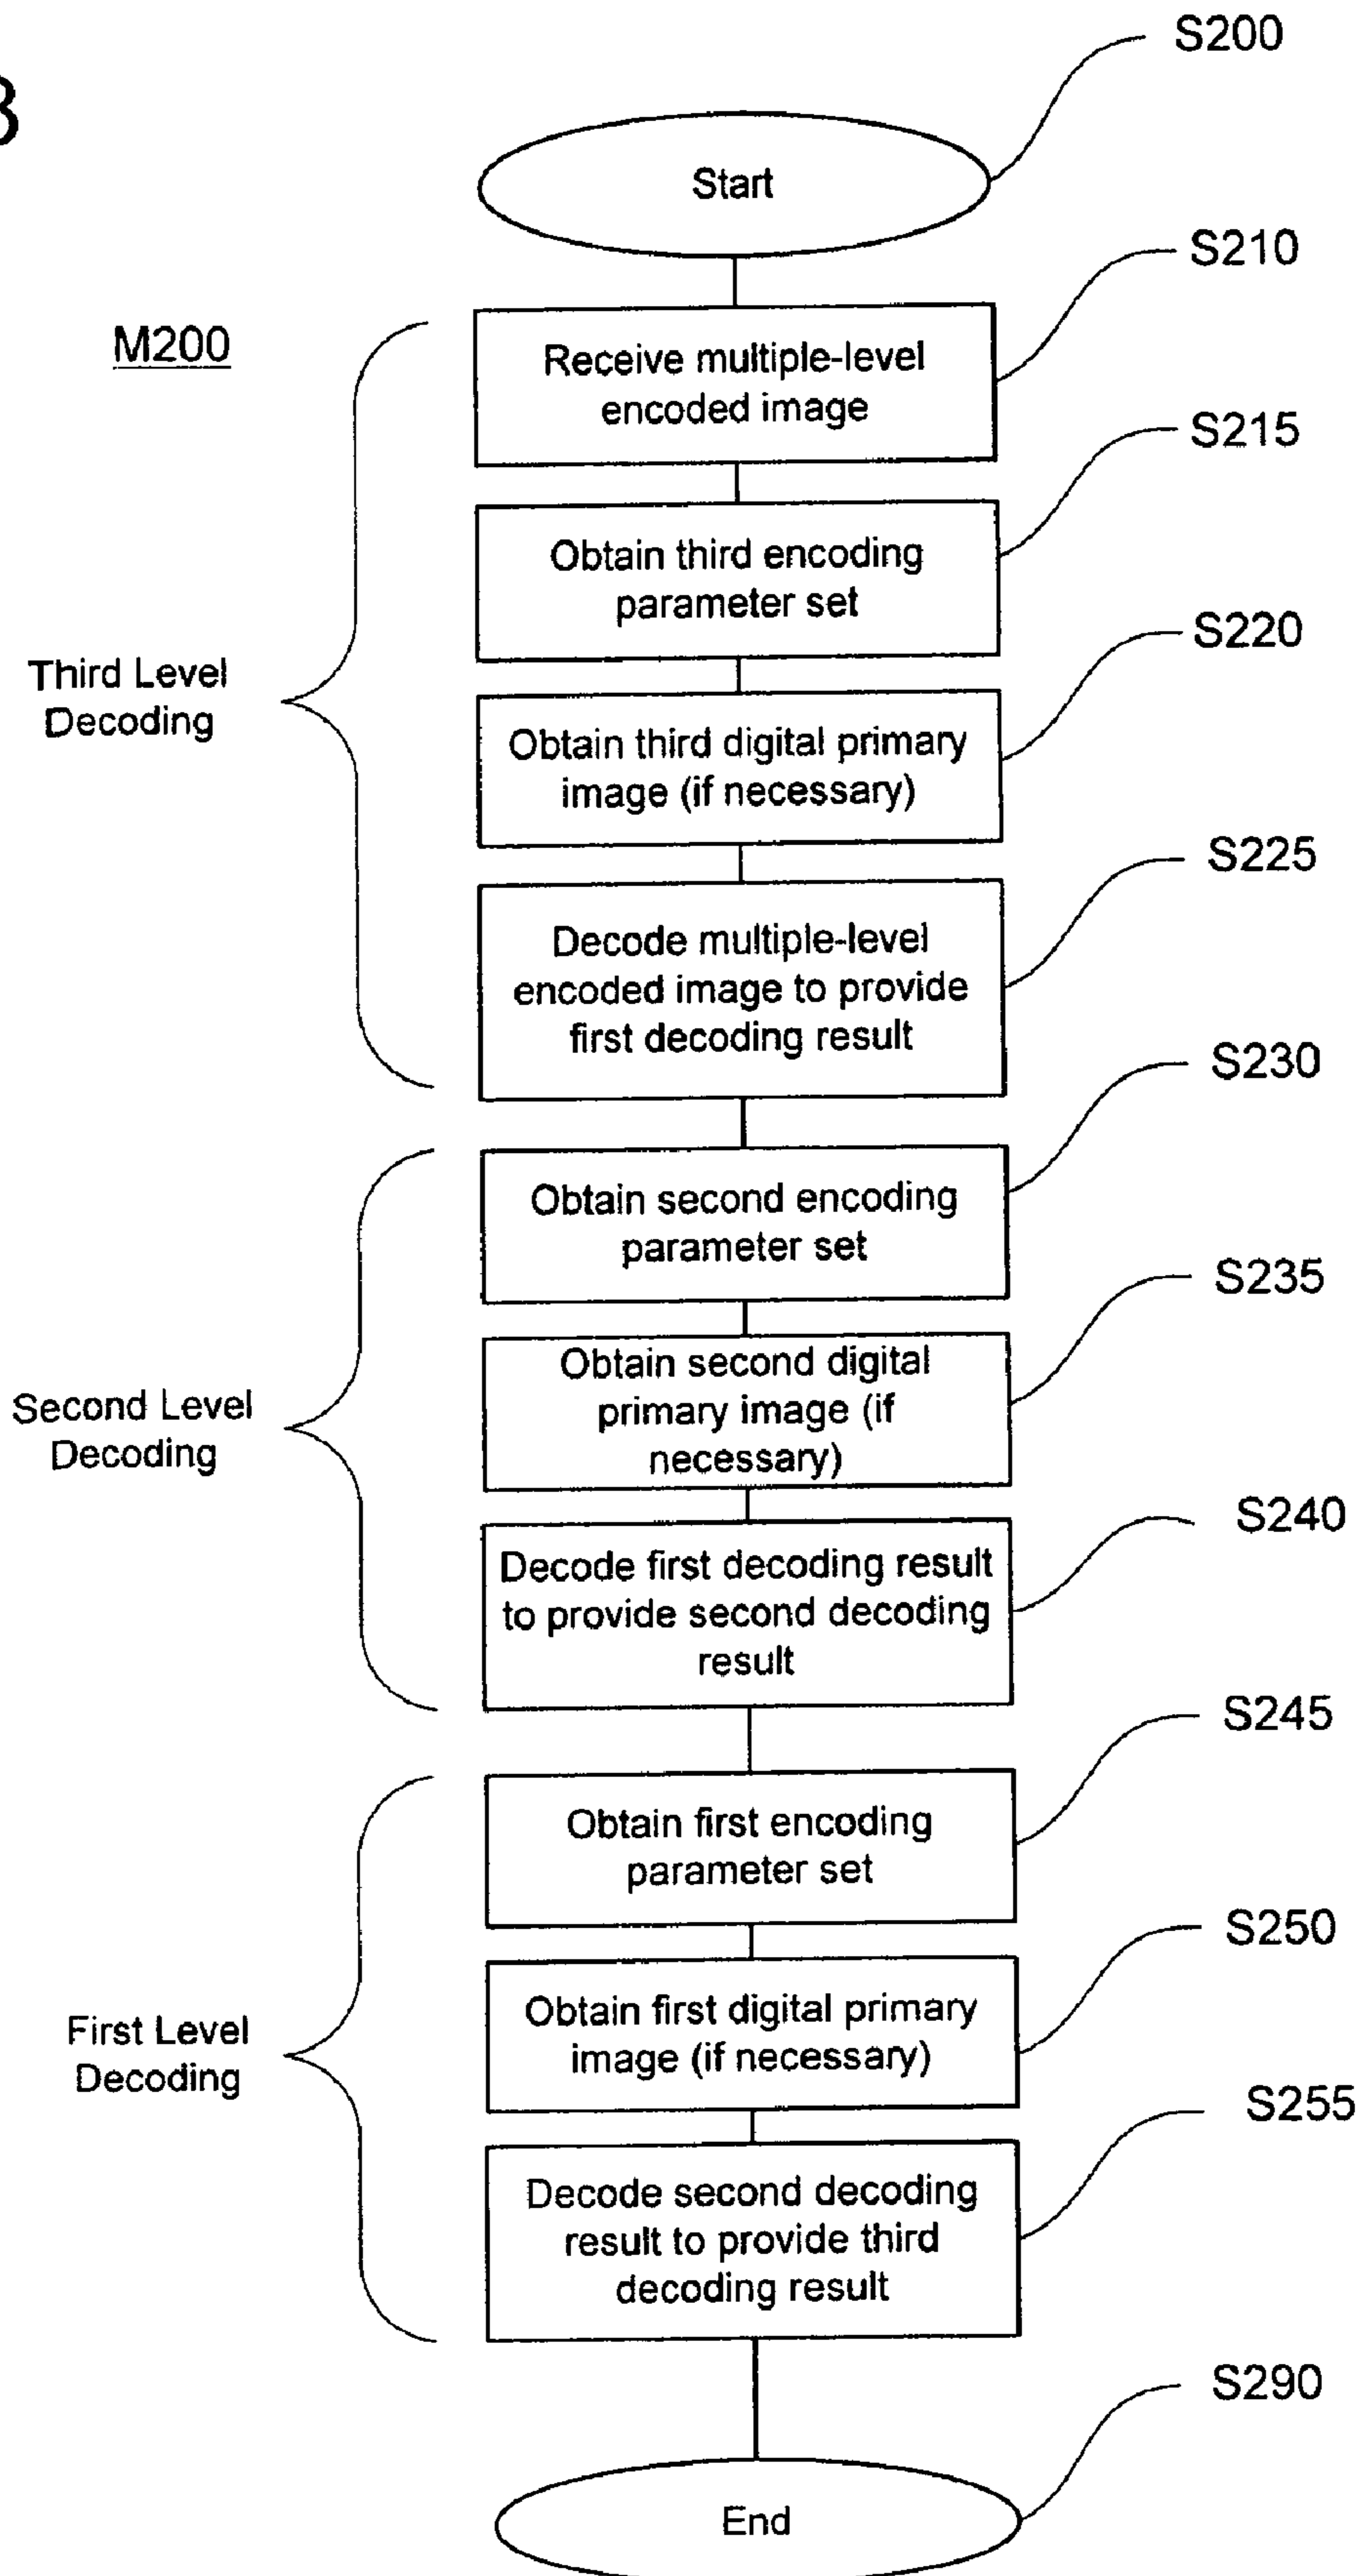 S200
Start
S210
M200
Receive multiple-level
encoded image
S215
Obtain third encoding
parameter set
S220
Third Level
Decoding
Obtain third digital primary
image (if necessary)
S225
Decode multiple-level
encoded image to provide
first decoding result
S230
Obtain second encoding
parameter set
S235
Second Level
Decoding
Obtain second digital
primary image (if
necessary)
S240
Decode first decoding result
to provide second decoding
result
S245
Obtain first encoding
parameter set
S250
First Level
Decoding
Obtain first digital primary
image (if necessary)
S255
Decode second decoding
result to provide third
decoding result
S290
End